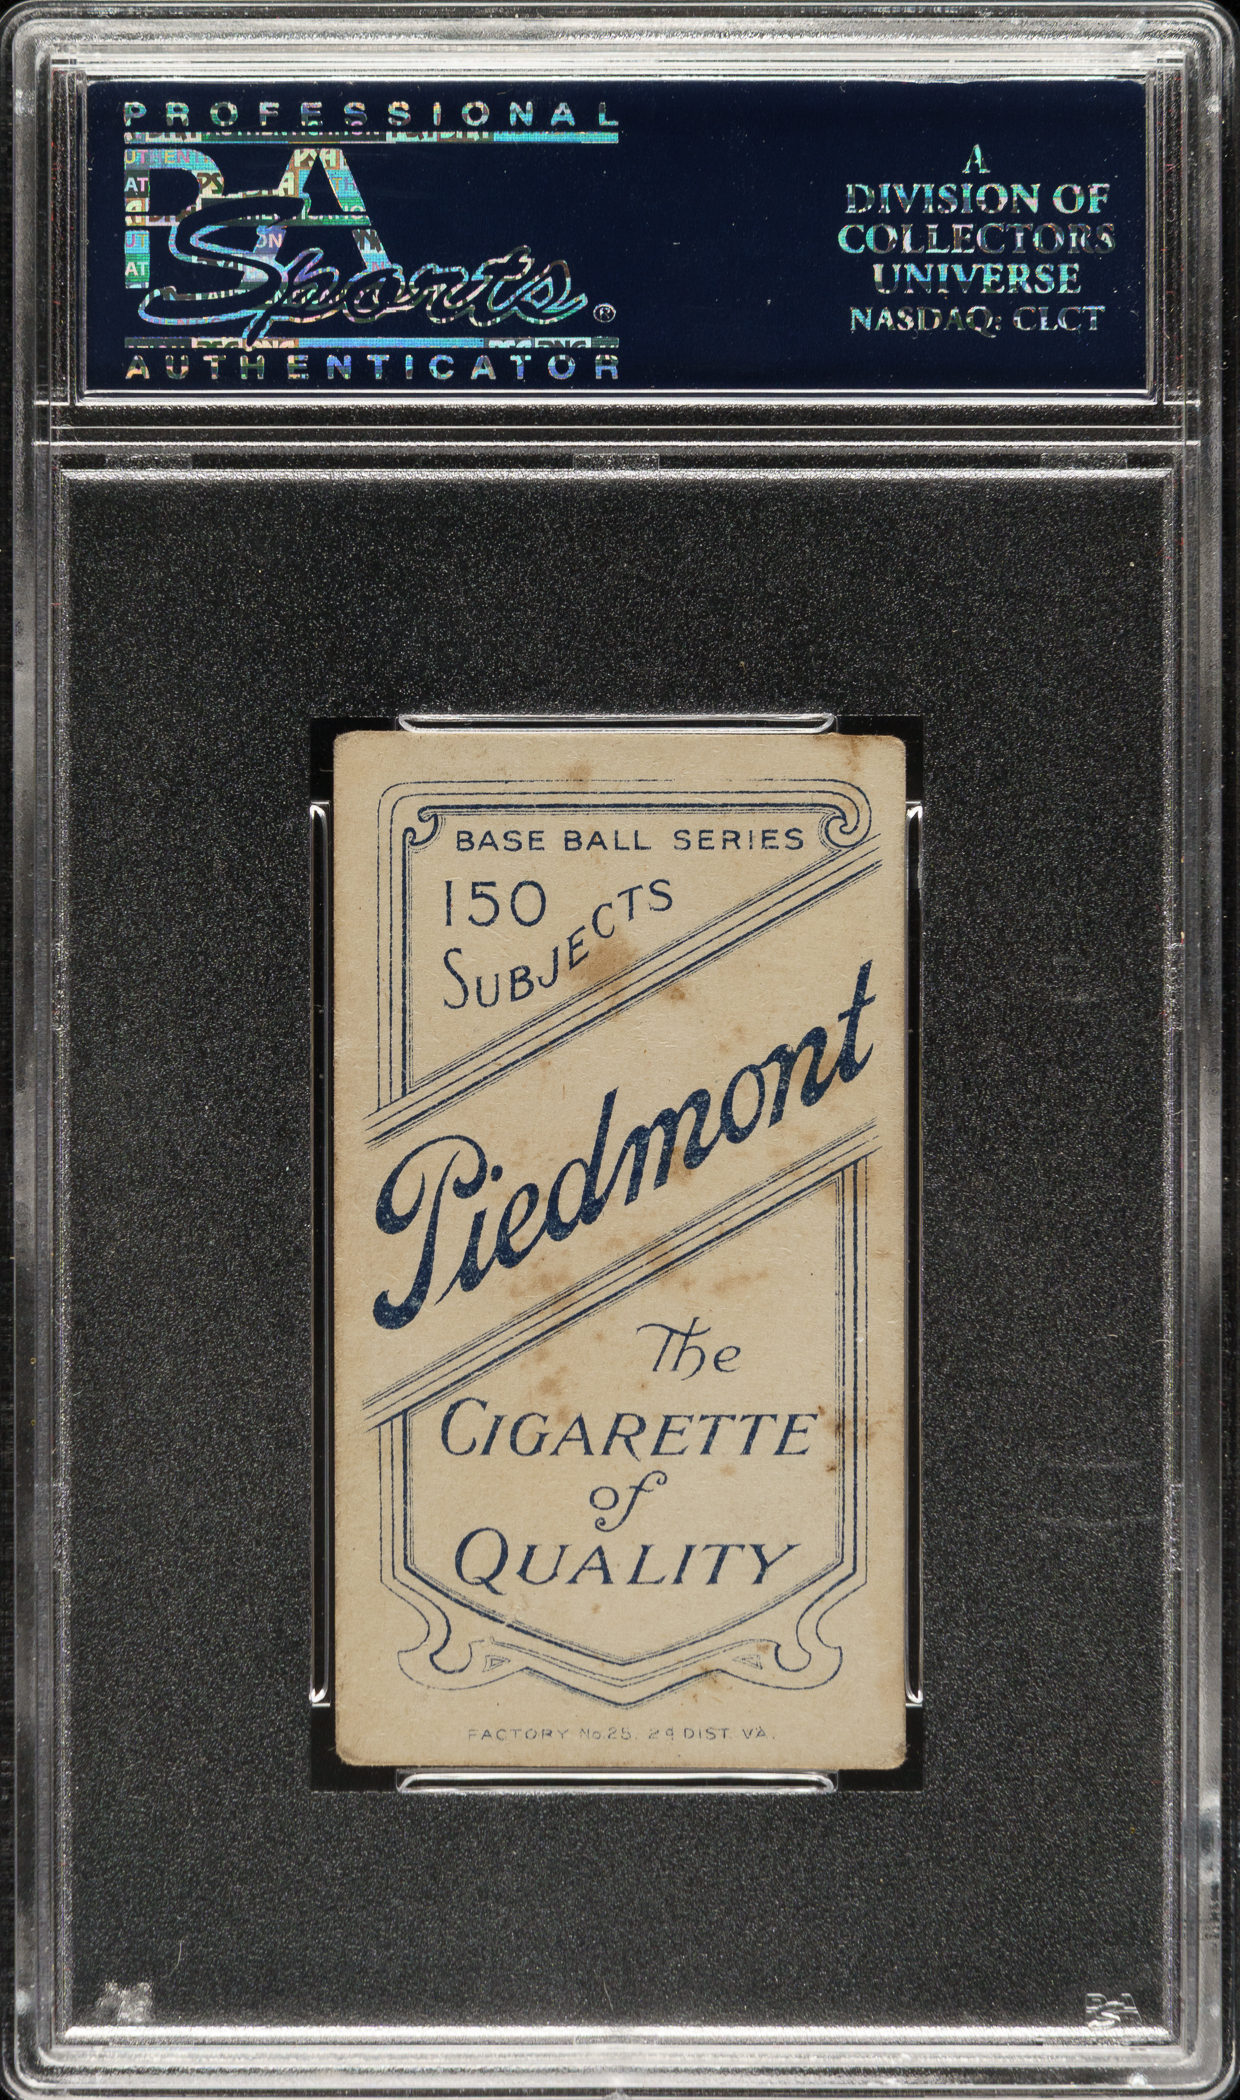 PROFESSIONAL
PSA
Sports®
AUTHENTICATOR
A
DIVISION OF
COLLECTORS
UNIVERSE
NASDAQ: CLCT
BASE BALL SERIES
150
SUBJECTS
Piedmont
The
CIGARETTE
of
QUALITY
FACTORY No. 25. 2d DIST. VA.
PSA